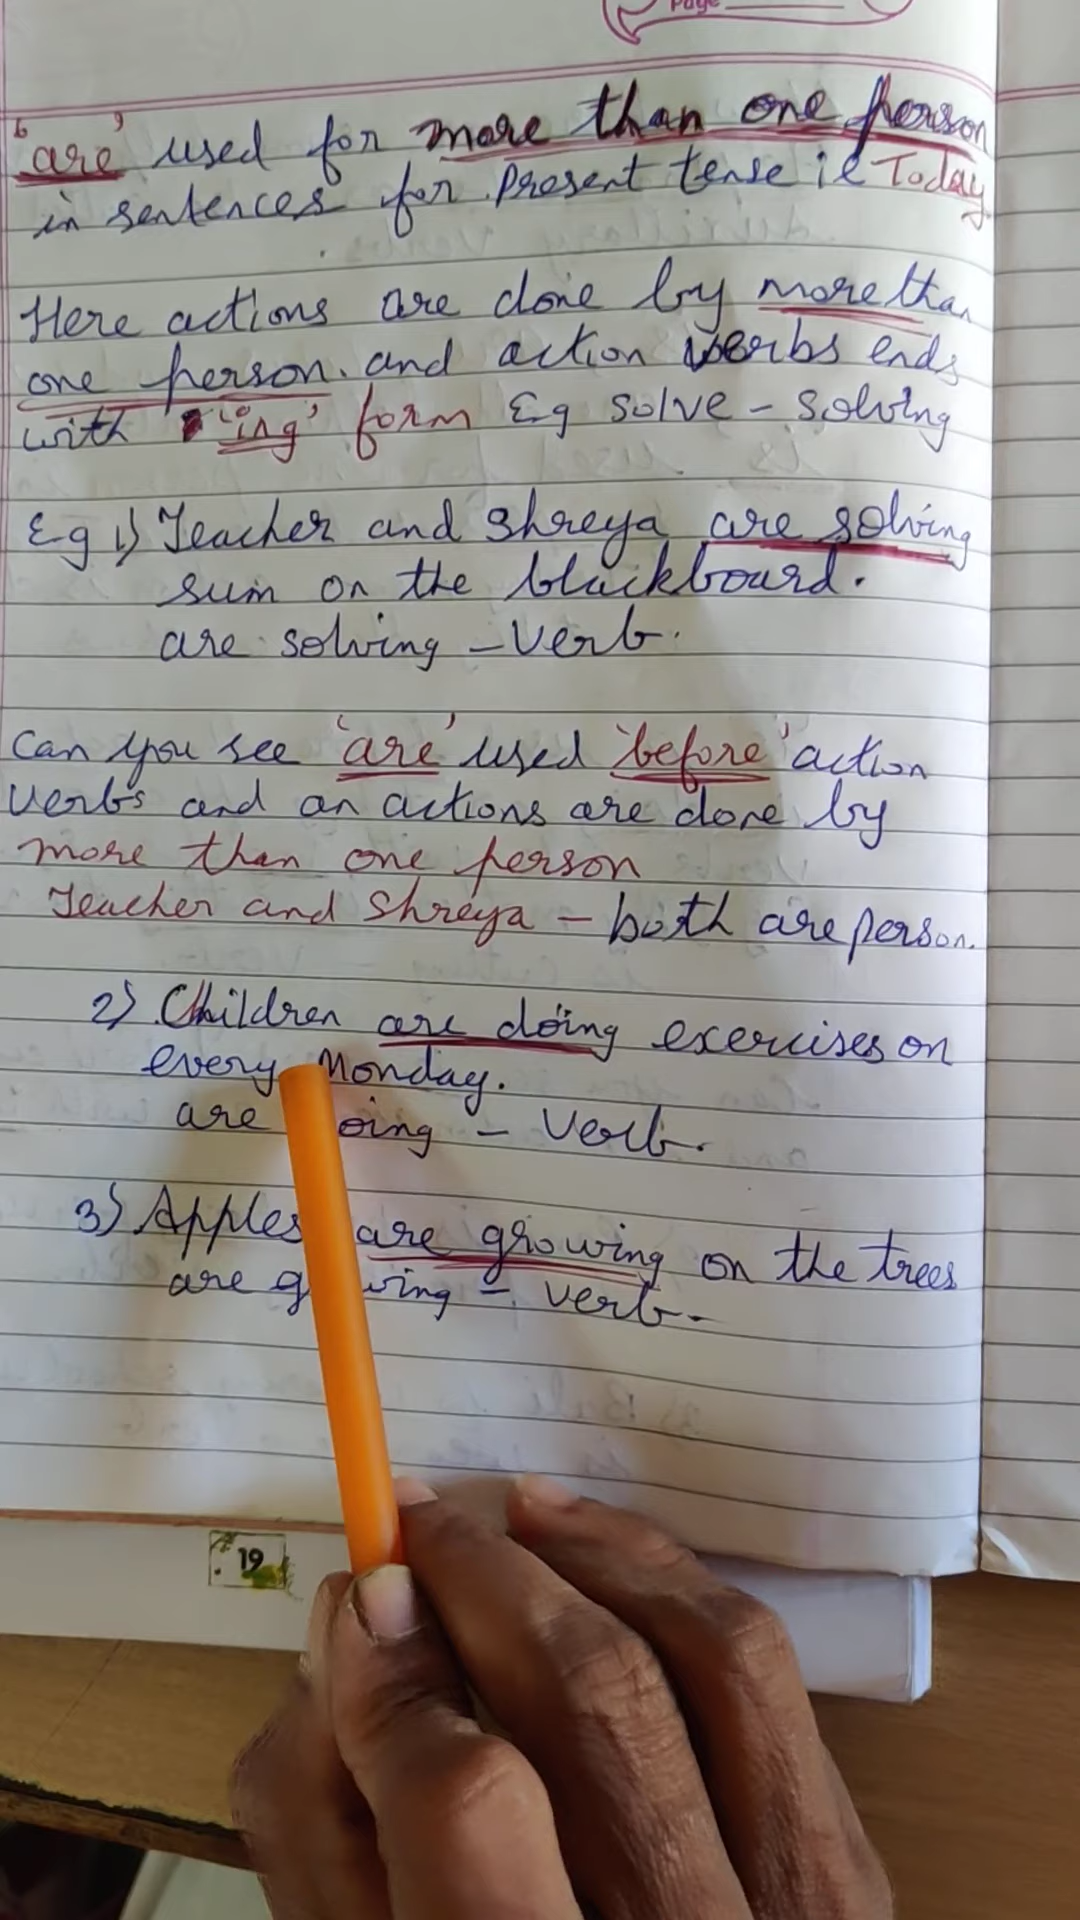 Page
'are' used for more than one person
in sentences for Present tense ie Today
Here actions are done by more than
one person. and action verbs ends
with 'ing' form Eg solve - solving
Eg 1) Teacher and Shreya are solving
sum on the blackboard.
are solving - Verb.
Can you see 'are' used 'before' action
verbs and an actions are done by
more than one person
Teacher and Shreya - both are person.
2) Children are doing exercises on
every Monday.
are oing - Verb.
3) Apples are growing on the trees
are g wing - verb.
19